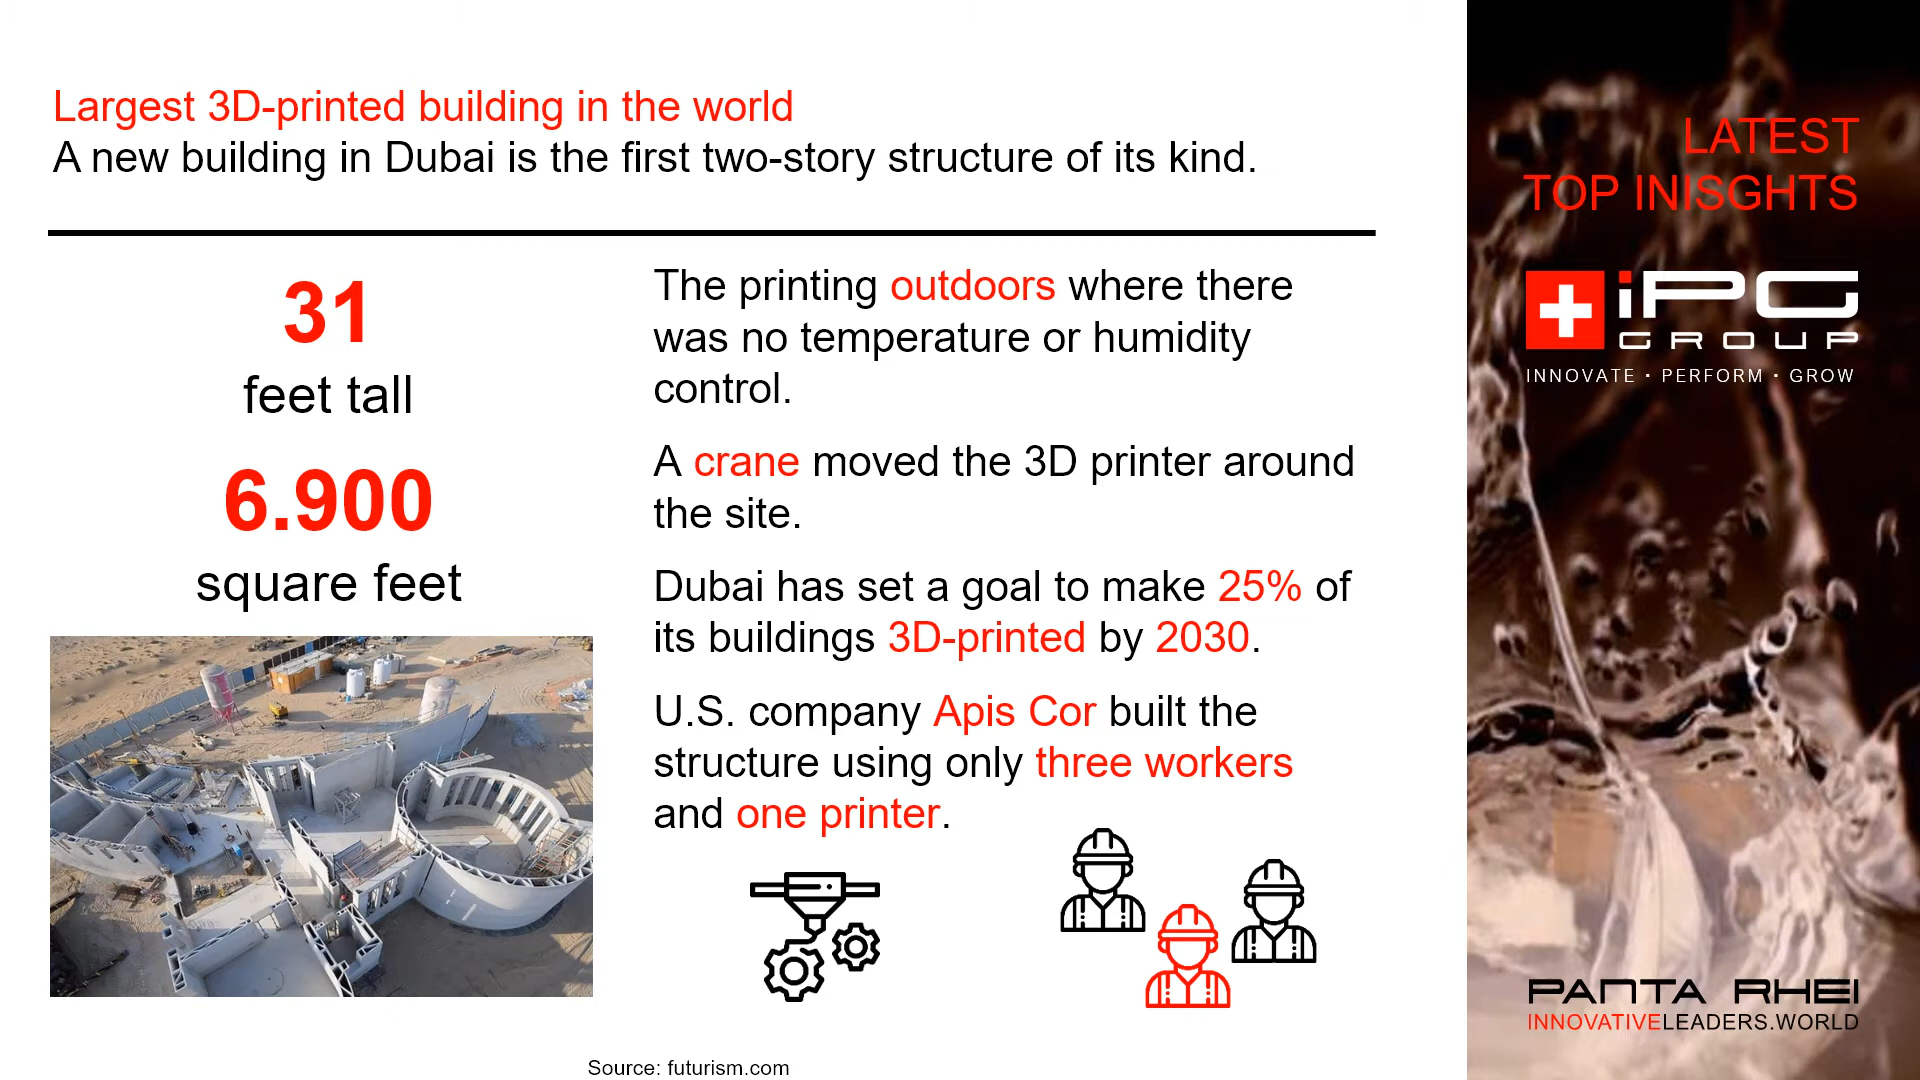 Largest 3D-printed building in the world
A new building in Dubai is the first two-story structure of its kind.
31
feet tall
6.900
square feet
The printing outdoors where there
was no temperature or humidity
control.
A crane moved the 3D printer around
the site.
Dubai has set a goal to make 25% of
its buildings 3D-printed by 2030.
U.S. company Apis Cor built the
structure using only three workers
and one printer.
Source: futurism.com
LATEST
TOP INISGHTS
iPG
GROUP
INNOVATE · PERFORM · GROW
PANTA RHEI
INNOVATIVELEADERS.WORLD